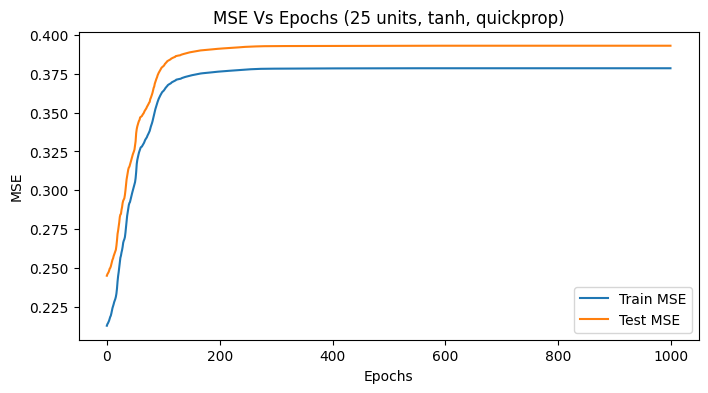 MSE Vs Epochs (25 units, tanh, quickprop)
MSE
0.400
0.375
0.350
0.325
0.300
0.275
0.250
0.225
0
200
400
600
800
1000
Epochs
Train MSE
Test MSE